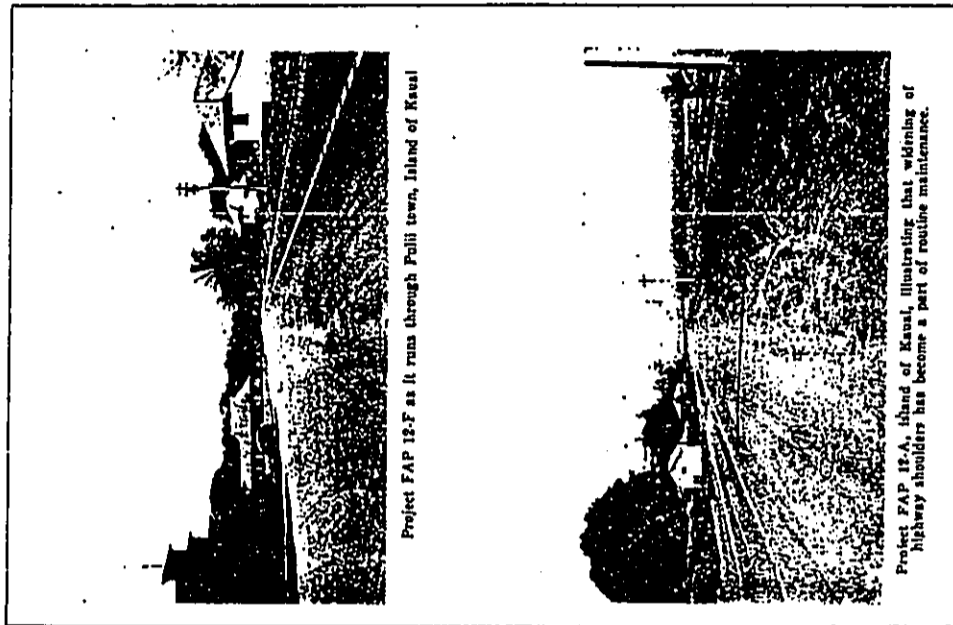 Project FAP 12-F as it runs through Pulii town, Island of Kauai
Project FAP 12-A, island of Kauai, illustrating that widening of
highway shoulders has become a part of routine maintenance.